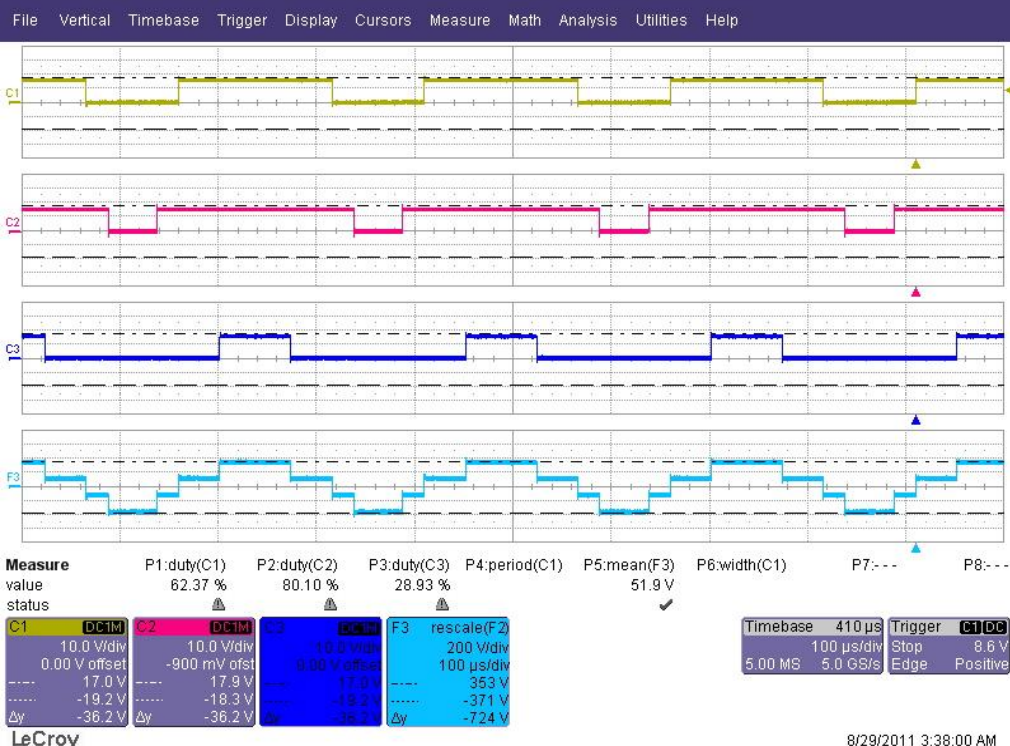 File Vertical Timebase Trigger Display Cursors Measure Math Analysis Utilities Help
C1
C2
C3
F3
Measure P1:duty(C1) P2:duty(C2) P3:duty(C3) P4:period(C1) P5:mean(F3) P6:width(C1) P7:--- P8:---
value 62.37 % 80.10 % 28.93 % 51.9 V
status
C1 DC1M C2 DC1M C3 DC1M F3 rescale(F2) Timebase 410 µs Trigger C1 DC
10.0 V/div 10.0 V/div 10.0 V/div 200 V/div 100 µs/div Stop 8.6 V
0.00 V offset -900 mV ofst 0.00 V offset 100 µs/div 5.00 MS 5.0 GS/s Edge Positive
17.0 V 17.9 V 17.0 V 353 V
-19.2 V -18.3 V -19.2 V -371 V
Δy -36.2 V Δy -36.2 V Δy -36.2 V Δy -724 V
LeCroy 8/29/2011 3:38:00 AM